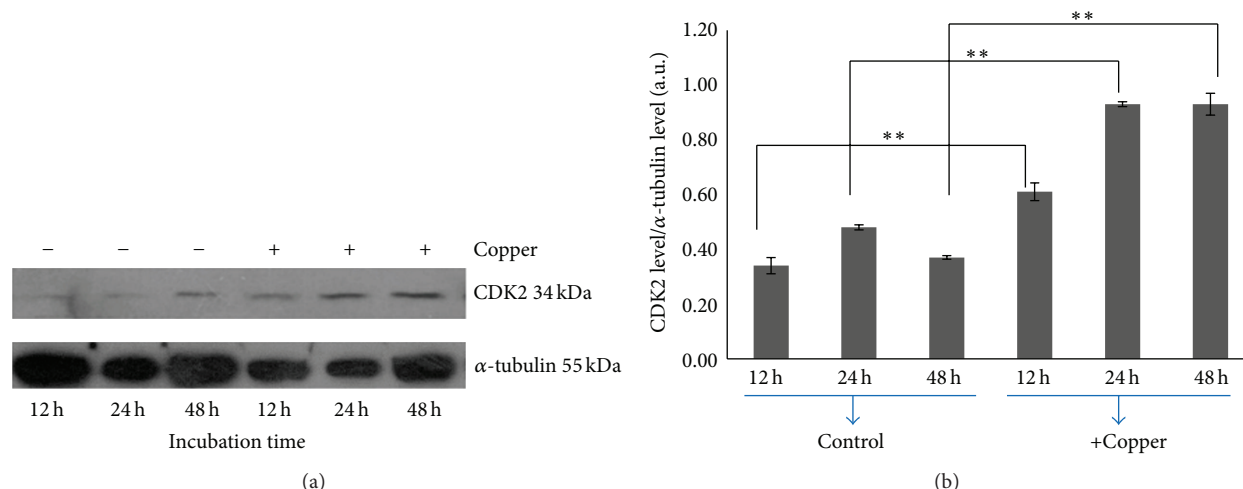 − − − + + + Copper
CDK2 34 kDa
α-tubulin 55 kDa
12 h 24 h 48 h 12 h 24 h 48 h
Incubation time
(a)
CDK2 level/α-tubulin level (a.u.)
1.20
1.00
0.80
0.60
0.40
0.20
0.00
**
**
**
12 h 24 h 48 h 12 h 24 h 48 h
Control +Copper
(b)